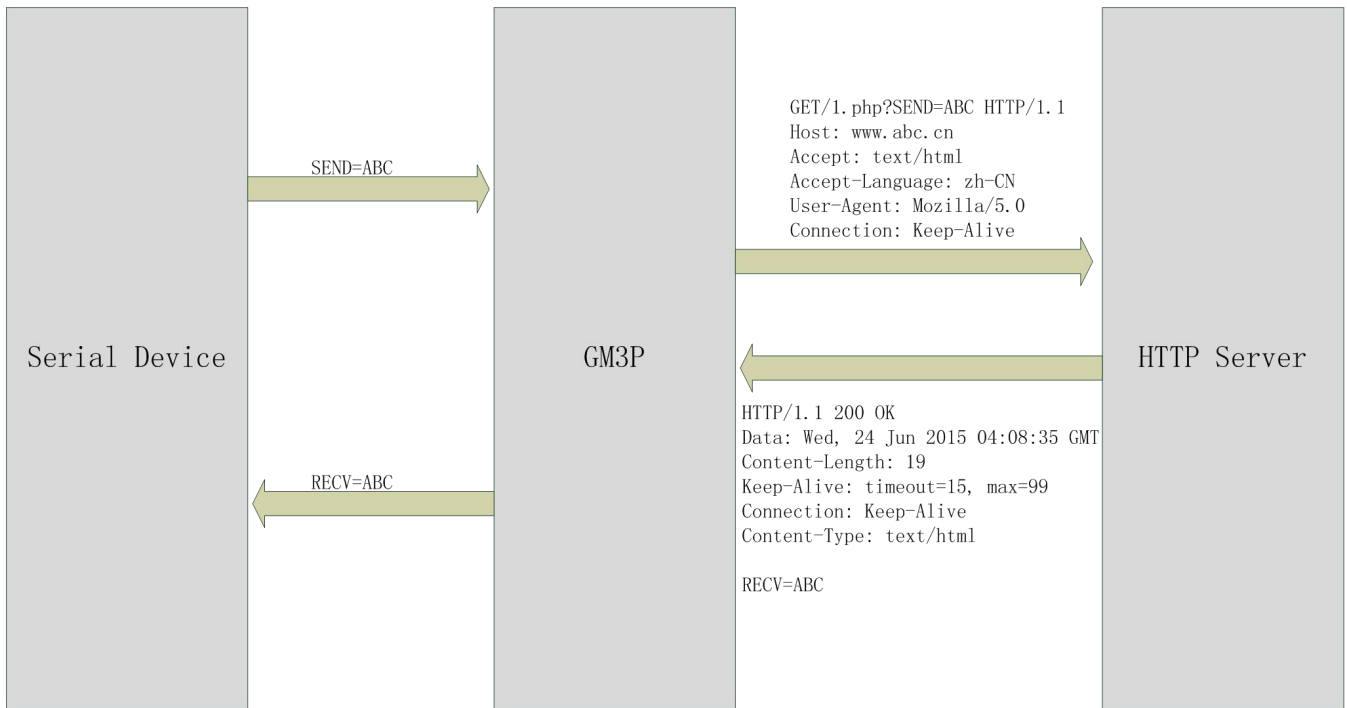 GET/1.php?SEND=ABC HTTP/1.1
Host: www.abc.cn
Accept: text/html
Accept-Language: zh-CN
User-Agent: Mozilla/5.0
Connection: Keep-Alive
SEND=ABC
Serial Device
GM3P
HTTP Server
HTTP/1.1 200 OK
Data: Wed, 24 Jun 2015 04:08:35 GMT
Content-Length: 19
Keep-Alive: timeout=15, max=99
Connection: Keep-Alive
Content-Type: text/html
RECV=ABC
RECV=ABC